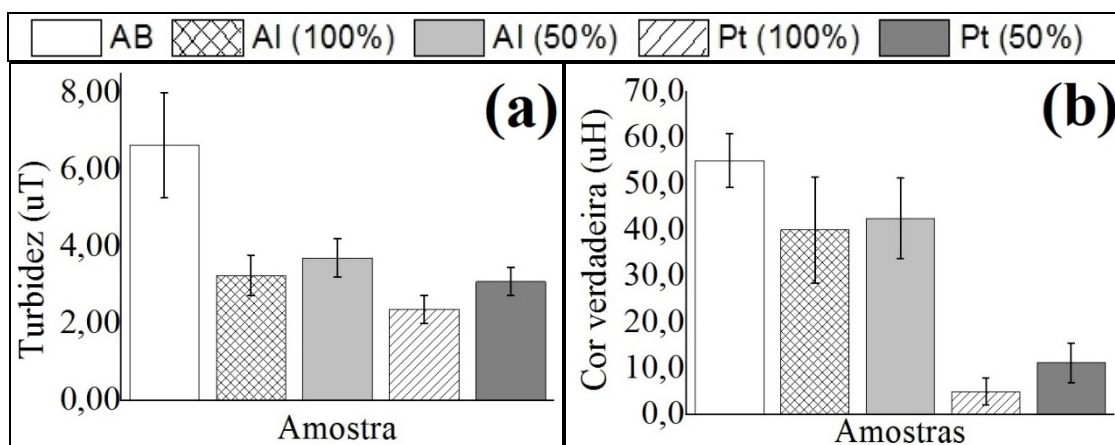 AB Al (100%) Al (50%) Pt (100%) Pt (50%)
(a)
Turbidez (uT)
8,00
6,00
4,00
2,00
0,00
Amostra
(b)
Cor verdadeira (uH)
70,0
60,0
50,0
40,0
30,0
20,0
10,0
0,0
Amostras